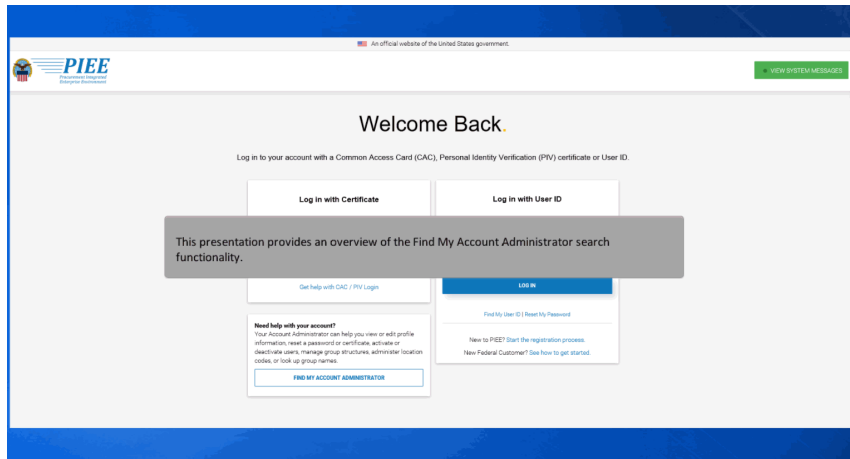 An official website of the United States government.
PIEE
Procurement Integrated
Enterprise Environment
VIEW SYSTEM MESSAGES
Welcome Back.
Log in to your account with a Common Access Card (CAC), Personal Identity Verification (PIV) certificate or User ID.
Log in with Certificate
Log in with User ID
This presentation provides an overview of the Find My Account Administrator search
functionality.
Get help with CAC / PIV Login
LOG IN
Find My User ID | Reset My Password
Need help with your account?
Your Account Administrator can help you view or edit profile
information, reset a password or certificate, activate or
deactivate users, manage group structures, administer location
codes, or look up group names.
FIND MY ACCOUNT ADMINISTRATOR
New to PIEE? Start the registration process.
New Federal Customer? See how to get started.